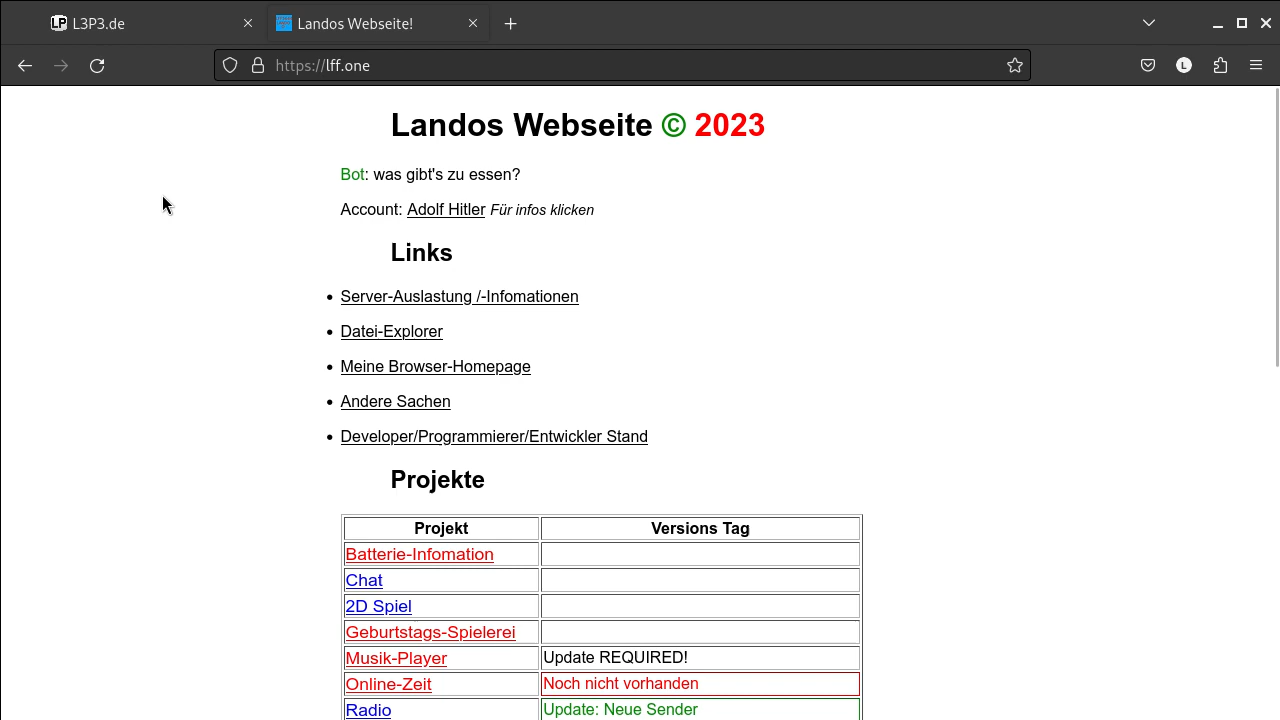 L3P3.de
Landos Webseite!
https://lff.one
L
Landos Webseite © 2023
Bot: was gibt's zu essen?
Account: Adolf Hitler Für infos klicken
Links
Server-Auslastung /-Infomationen
Datei-Explorer
Meine Browser-Homepage
Andere Sachen
Developer/Programmierer/Entwickler Stand
Projekte
Projekt Versions Tag
Batterie-Infomation
Chat
2D Spiel
Geburtstags-Spielerei
Musik-Player Update REQUIRED!
Online-Zeit Noch nicht vorhanden
Radio Update: Neue Sender